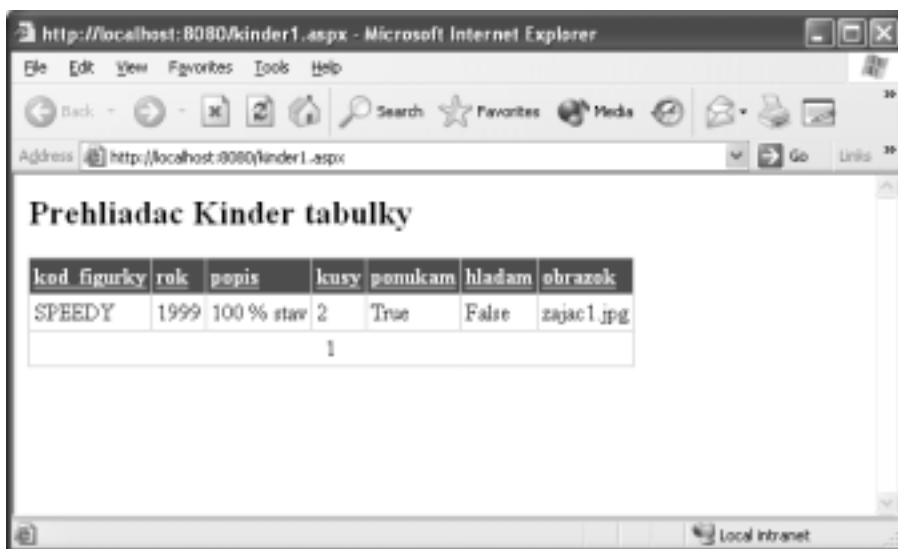 http://localhost:8080/kinder1.aspx - Microsoft Internet Explorer
File Edit View Favorites Tools Help
Back Search Favorites Media
Address http://localhost:8080/kinder1.aspx Go Links
Prehliadac Kinder tabulky
kod_figurky rok popis kusy ponukam hladam obrazok
SPEEDY 1999 100 % stav 2 True False zajac1.jpg
1
Local intranet